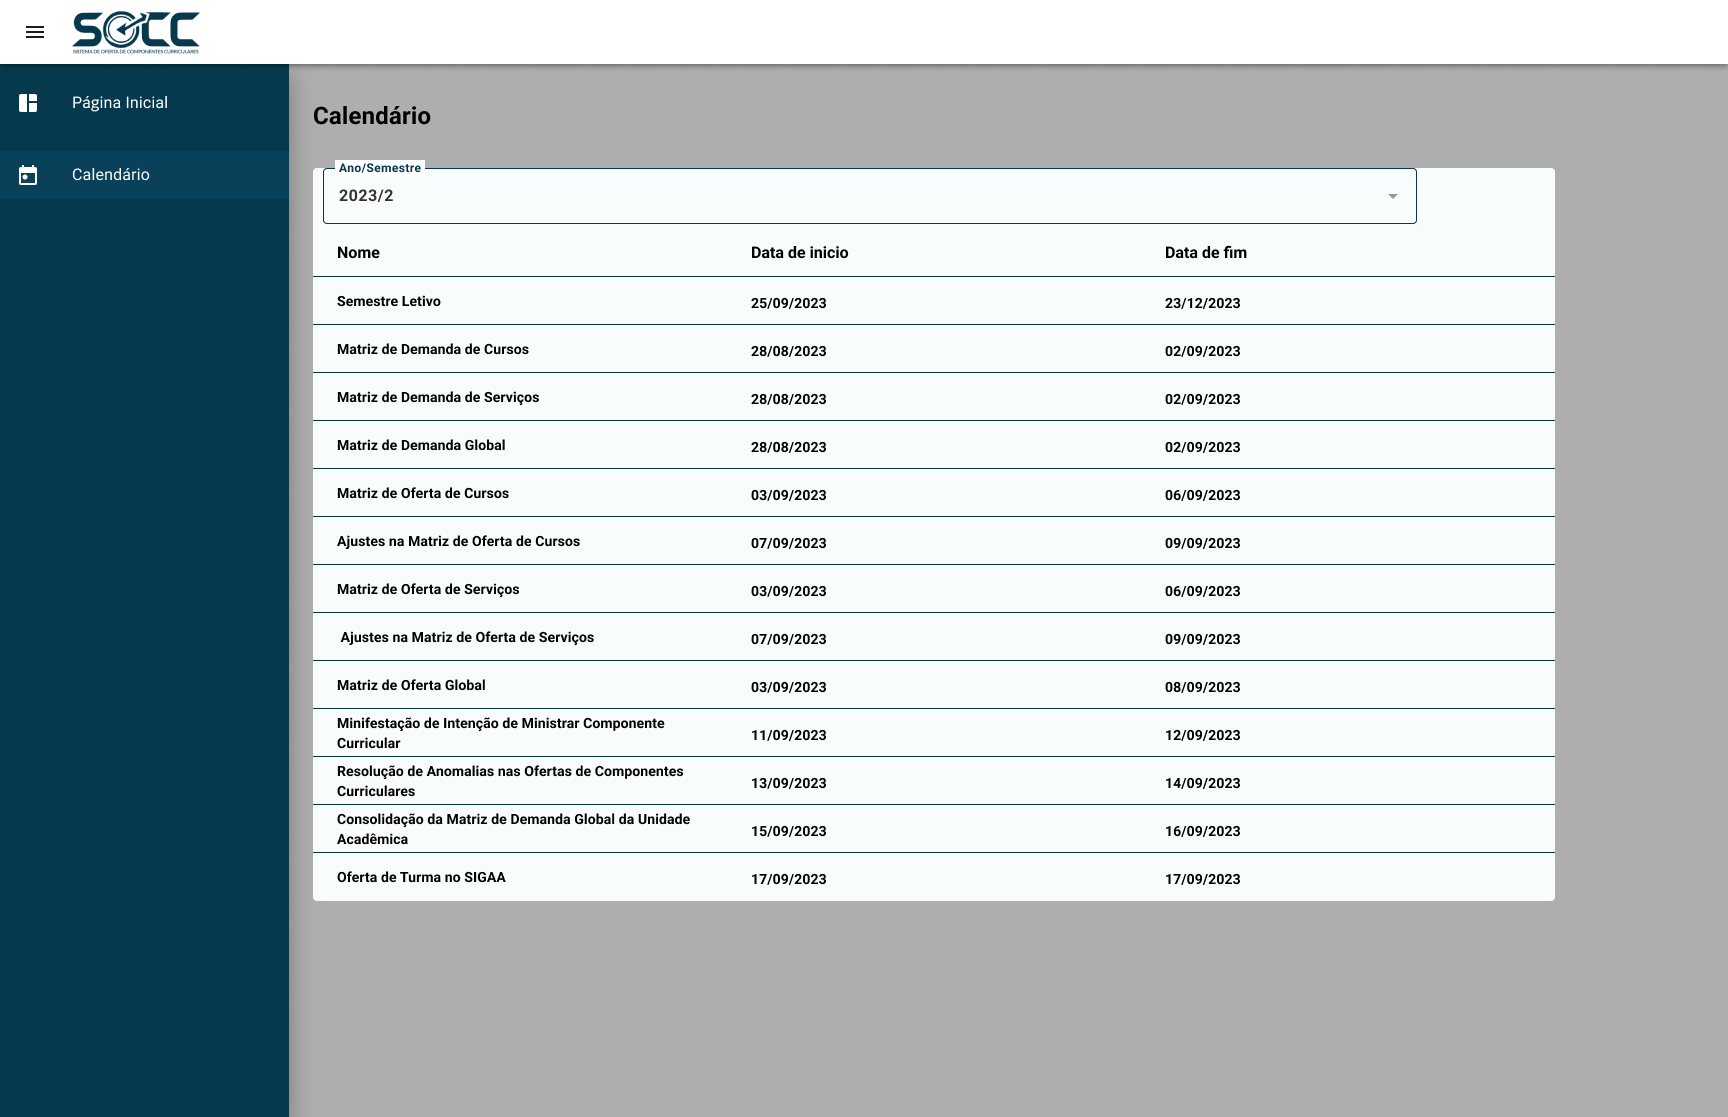 SOCC
SISTEMA DE OFERTA DE COMPONENTES CURRICULARES
Página Inicial
Calendário
Calendário
Ano/Semestre
2023/2
Nome Data de inicio Data de fim
Semestre Letivo 25/09/2023 23/12/2023
Matriz de Demanda de Cursos 28/08/2023 02/09/2023
Matriz de Demanda de Serviços 28/08/2023 02/09/2023
Matriz de Demanda Global 28/08/2023 02/09/2023
Matriz de Oferta de Cursos 03/09/2023 06/09/2023
Ajustes na Matriz de Oferta de Cursos 07/09/2023 09/09/2023
Matriz de Oferta de Serviços 03/09/2023 06/09/2023
Ajustes na Matriz de Oferta de Serviços 07/09/2023 09/09/2023
Matriz de Oferta Global 03/09/2023 08/09/2023
Minifestação de Intenção de Ministrar Componente
Curricular 11/09/2023 12/09/2023
Resolução de Anomalias nas Ofertas de Componentes
Curriculares 13/09/2023 14/09/2023
Consolidação da Matriz de Demanda Global da Unidade
Acadêmica 15/09/2023 16/09/2023
Oferta de Turma no SIGAA 17/09/2023 17/09/2023